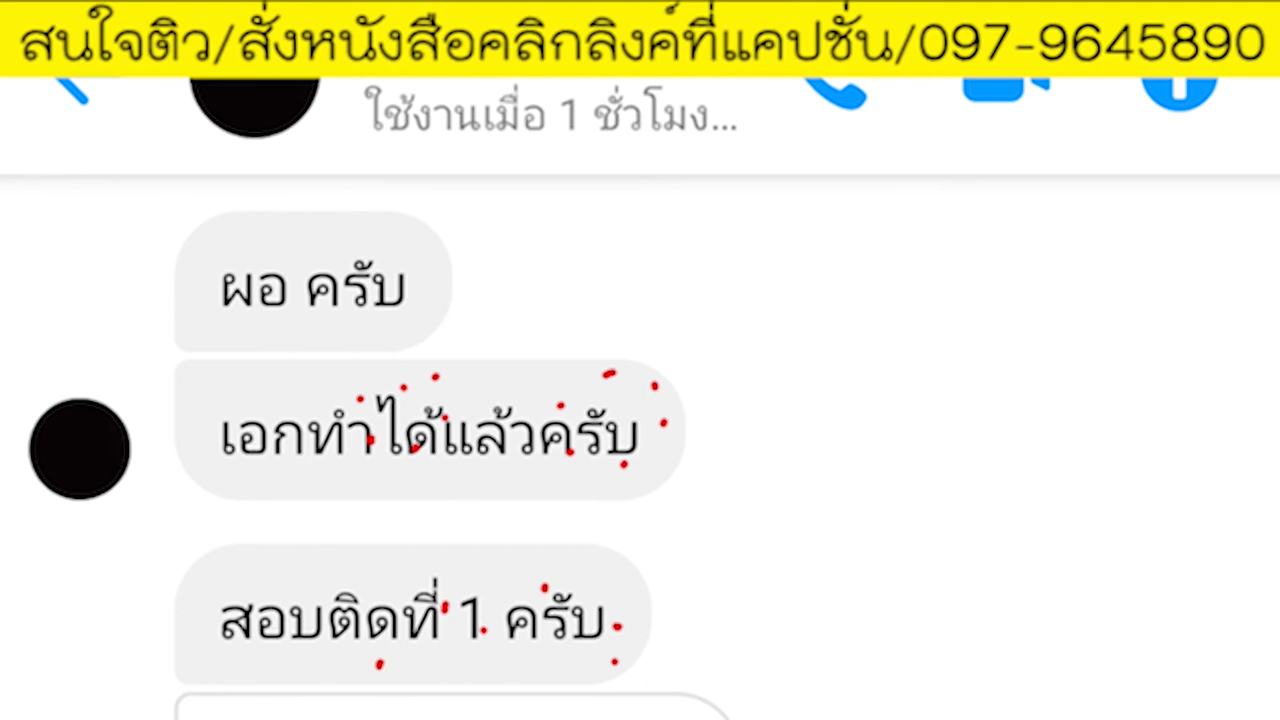 สนใจติว/สั่งหนังสือคลิกลิงค์ที่แคปชั่น/097-9645890
ใช้งานเมื่อ 1 ชั่วโมง...
ผอ ครับ
เอกทำได้แล้วครับ
สอบติดที่ 1 ครับ